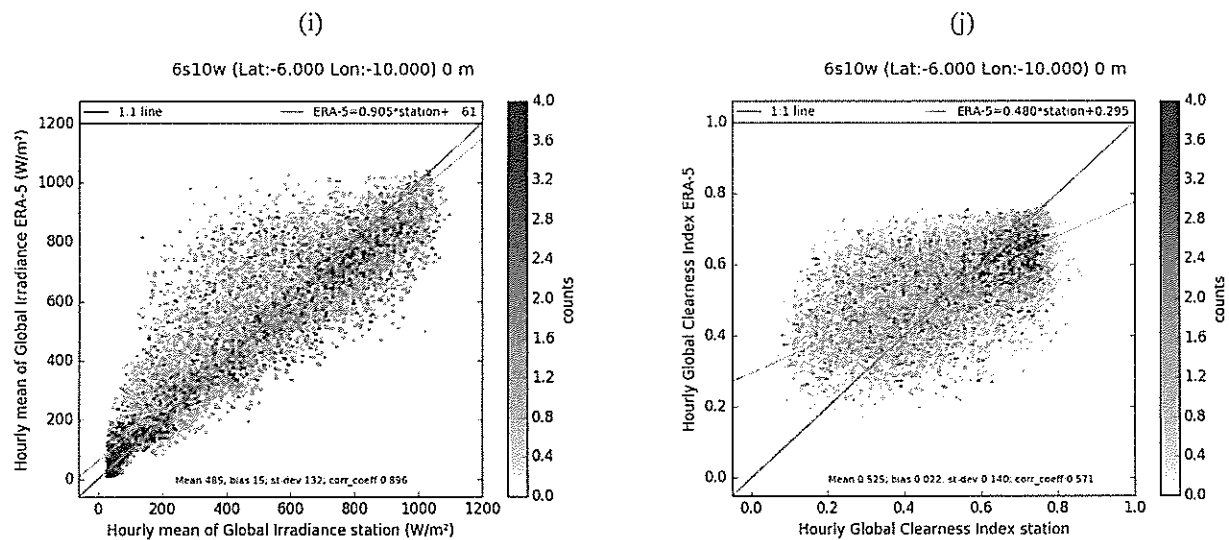 (i)
6s10w (Lat:-6.000 Lon:-10.000) 0 m
1:1 line
ERA-5=0.905*station+ 61
Hourly mean of Global Irradiance ERA-5 (W/m²)
1200
1000
800
600
400
200
0
Mean 485, bias 15; st-dev 132; corr_coeff 0.896
0 200 400 600 800 1000 1200
Hourly mean of Global Irradiance station (W/m²)
4.0
3.6
3.2
2.8
2.4
2.0
1.6
1.2
0.8
0.4
0.0
counts
(j)
6s10w (Lat:-6.000 Lon:-10.000) 0 m
1:1 line
ERA-5=0.480*station+0.295
Hourly Global Clearness Index ERA-5
1.0
0.8
0.6
0.4
0.2
0.0
Mean 0.525; bias 0.022, st-dev 0.140; corr_coeff 0.571
0.0 0.2 0.4 0.6 0.8 1.0
Hourly Global Clearness Index station
4.0
3.6
3.2
2.8
2.4
2.0
1.6
1.2
0.8
0.4
0.0
counts